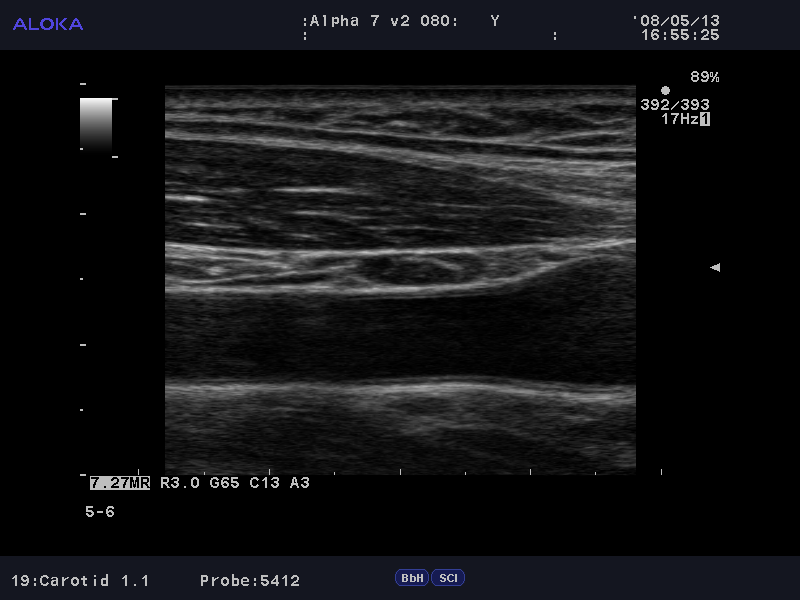 ALOKA
:Alpha 7 v2 080: Y
: :
'08/05/13
16:55:25
89%
392/393
17Hz1
7.27MR R3.0 G65 C13 A3
5-6
19:Carotid 1.1 Probe:5412 BbH SCI